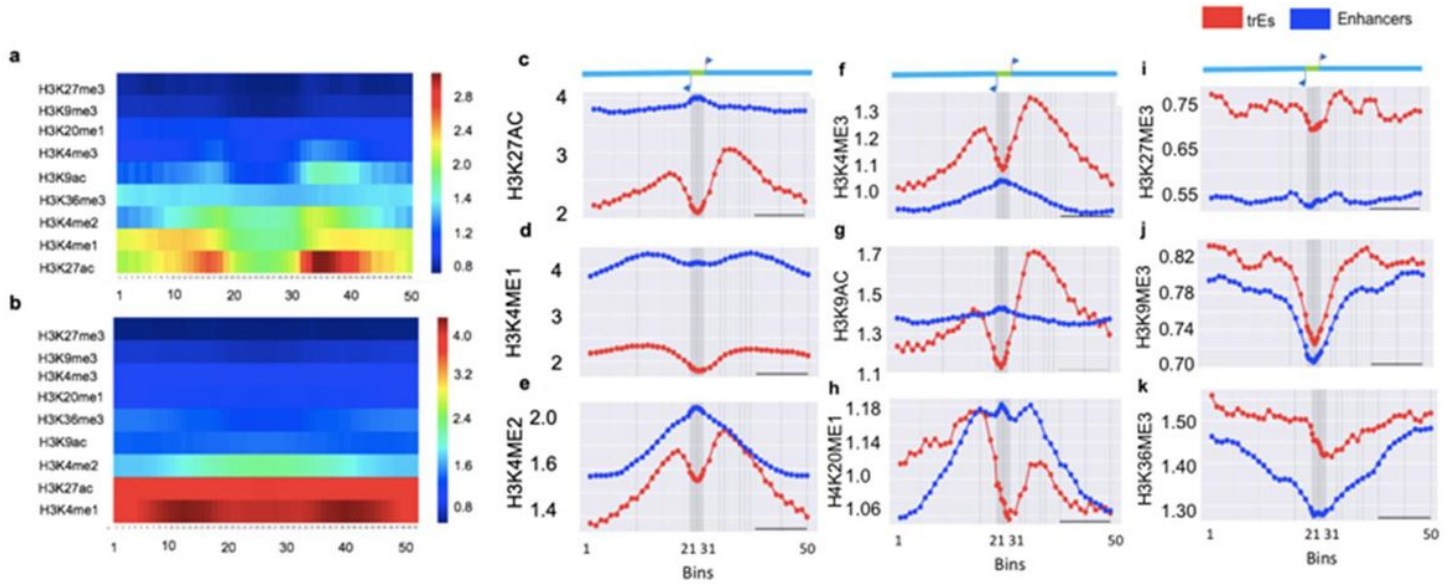 trEs
Enhancers
a
H3K27me3
H3K9me3
H3K20me1
H3K4me3
H3K9ac
H3K36me3
H3K4me2
H3K4me1
H3K27ac
2.8
2.4
2.0
1.4
1.2
0.8
1 10 20 30 40 50
b
H3K27me3
H3K9me3
H3K4me3
H3K20me1
H3K36me3
H3K9ac
H3K4me2
H3K27ac
H3K4me1
4.0
3.2
2.4
1.6
0.8
1 10 20 30 40 50
c
H3K27AC
4
3
2
d
H3K4ME1
4
3
2
e
H3K4ME2
2.0
1.6
1.4
1 21 31 50
Bins
f
H3K4ME3
1.3
1.2
1.1
1.0
g
H3K9AC
1.7
1.5
1.3
1.1
h
H4K20ME1
1.18
1.14
1.0
1.06
1 21 31 50
Bins
i
H3K27ME3
0.75
0.65
0.55
j
H3K9ME3
0.82
0.78
0.74
0.70
k
H3K36ME3
1.50
1.40
1.30
1 21 31 50
Bins